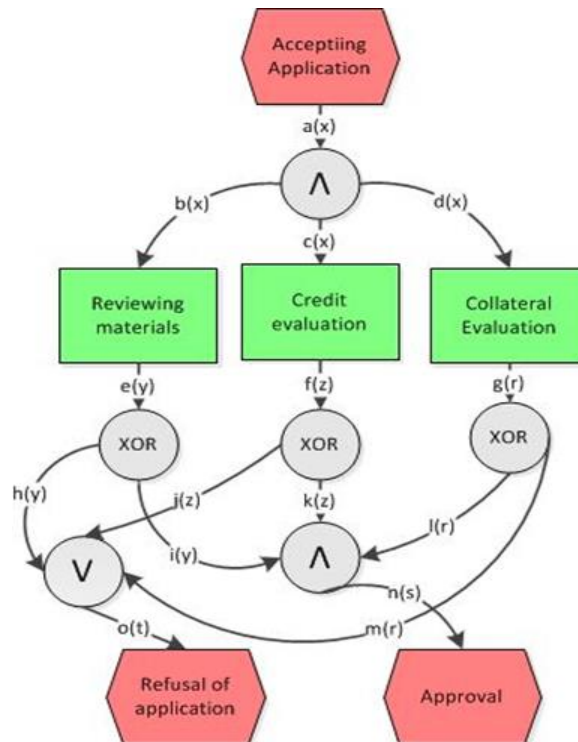 Acceptiing
Application
a(x)
Λ
b(x)
d(x)
c(x)
Reviewing
materials
Credit
evaluation
Collateral
Evaluation
e(y)
f(z)
g(r)
XOR
XOR
XOR
h(y)
j(z)
k(z)
i(y)
l(r)
V
Λ
n(s)
o(t)
m(r)
Refusal of
application
Approval